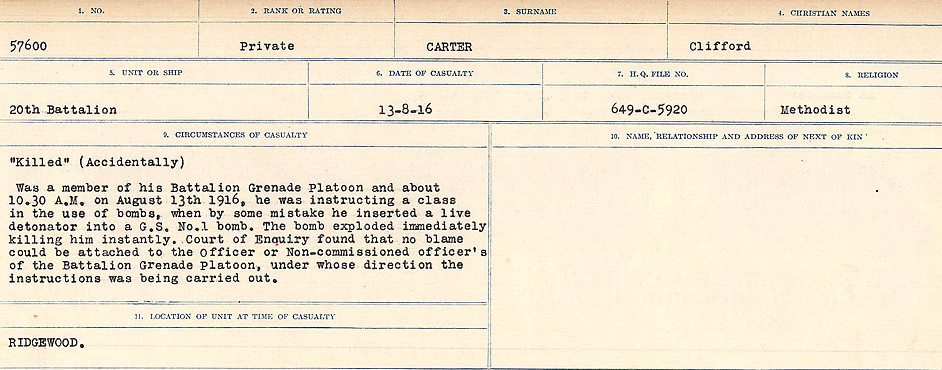 1. NO. 2. RANK OR RATING 3. SURNAME 4. CHRISTIAN NAMES
57600 Private CARTER Clifford
5. UNIT OR SHIP 6. DATE OF CASUALTY 7. H.Q. FILE NO. 8. RELIGION
20th Battalion 13-8-16 649-C-5920 Methodist
9. CIRCUMSTANCES OF CASUALTY 10. NAME, RELATIONSHIP AND ADDRESS OF NEXT OF KIN
"Killed" (Accidentally)
Was a member of his Battalion Grenade Platoon and about
10.30 A.M. on August 13th 1916, he was instructing a class
in the use of bombs, when by some mistake he inserted a live
detonator into a G.S. No.1 bomb. The bomb exploded immediately
killing him instantly. Court of Enquiry found that no blame
could be attached to the Officer or Non-commissioned officer's
of the Battalion Grenade Platoon, under whose direction the
instructions was being carried out.
11. LOCATION OF UNIT AT TIME OF CASUALTY
RIDGEWOOD.